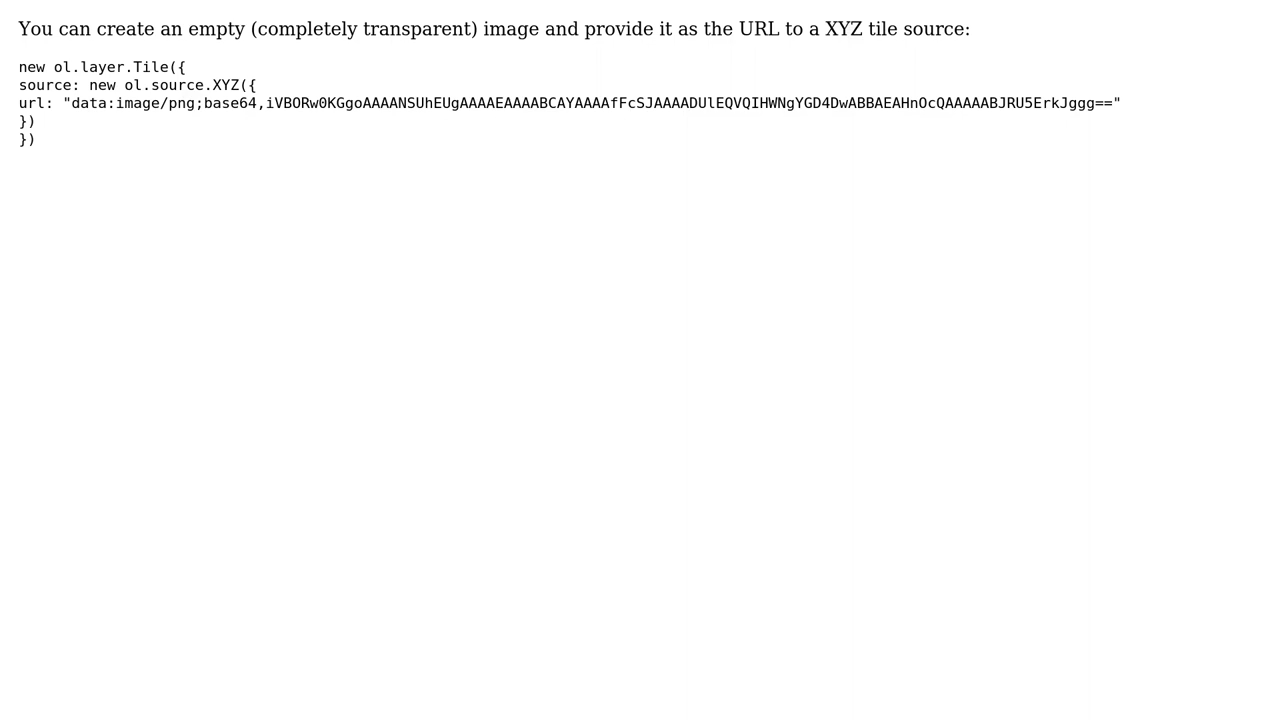 You can create an empty (completely transparent) image and provide it as the URL to a XYZ tile source:
new ol.layer.Tile({
source: new ol.source.XYZ({
url: "data:image/png;base64,iVBORw0KGgoAAAANSUhEUgAAAAEAAAABCAYAAAAfFcSJAAAADUlEQVQIHWNgYGD4DwABBAEAHnOcQAAAAABJRU5ErkJggg=="
})
})